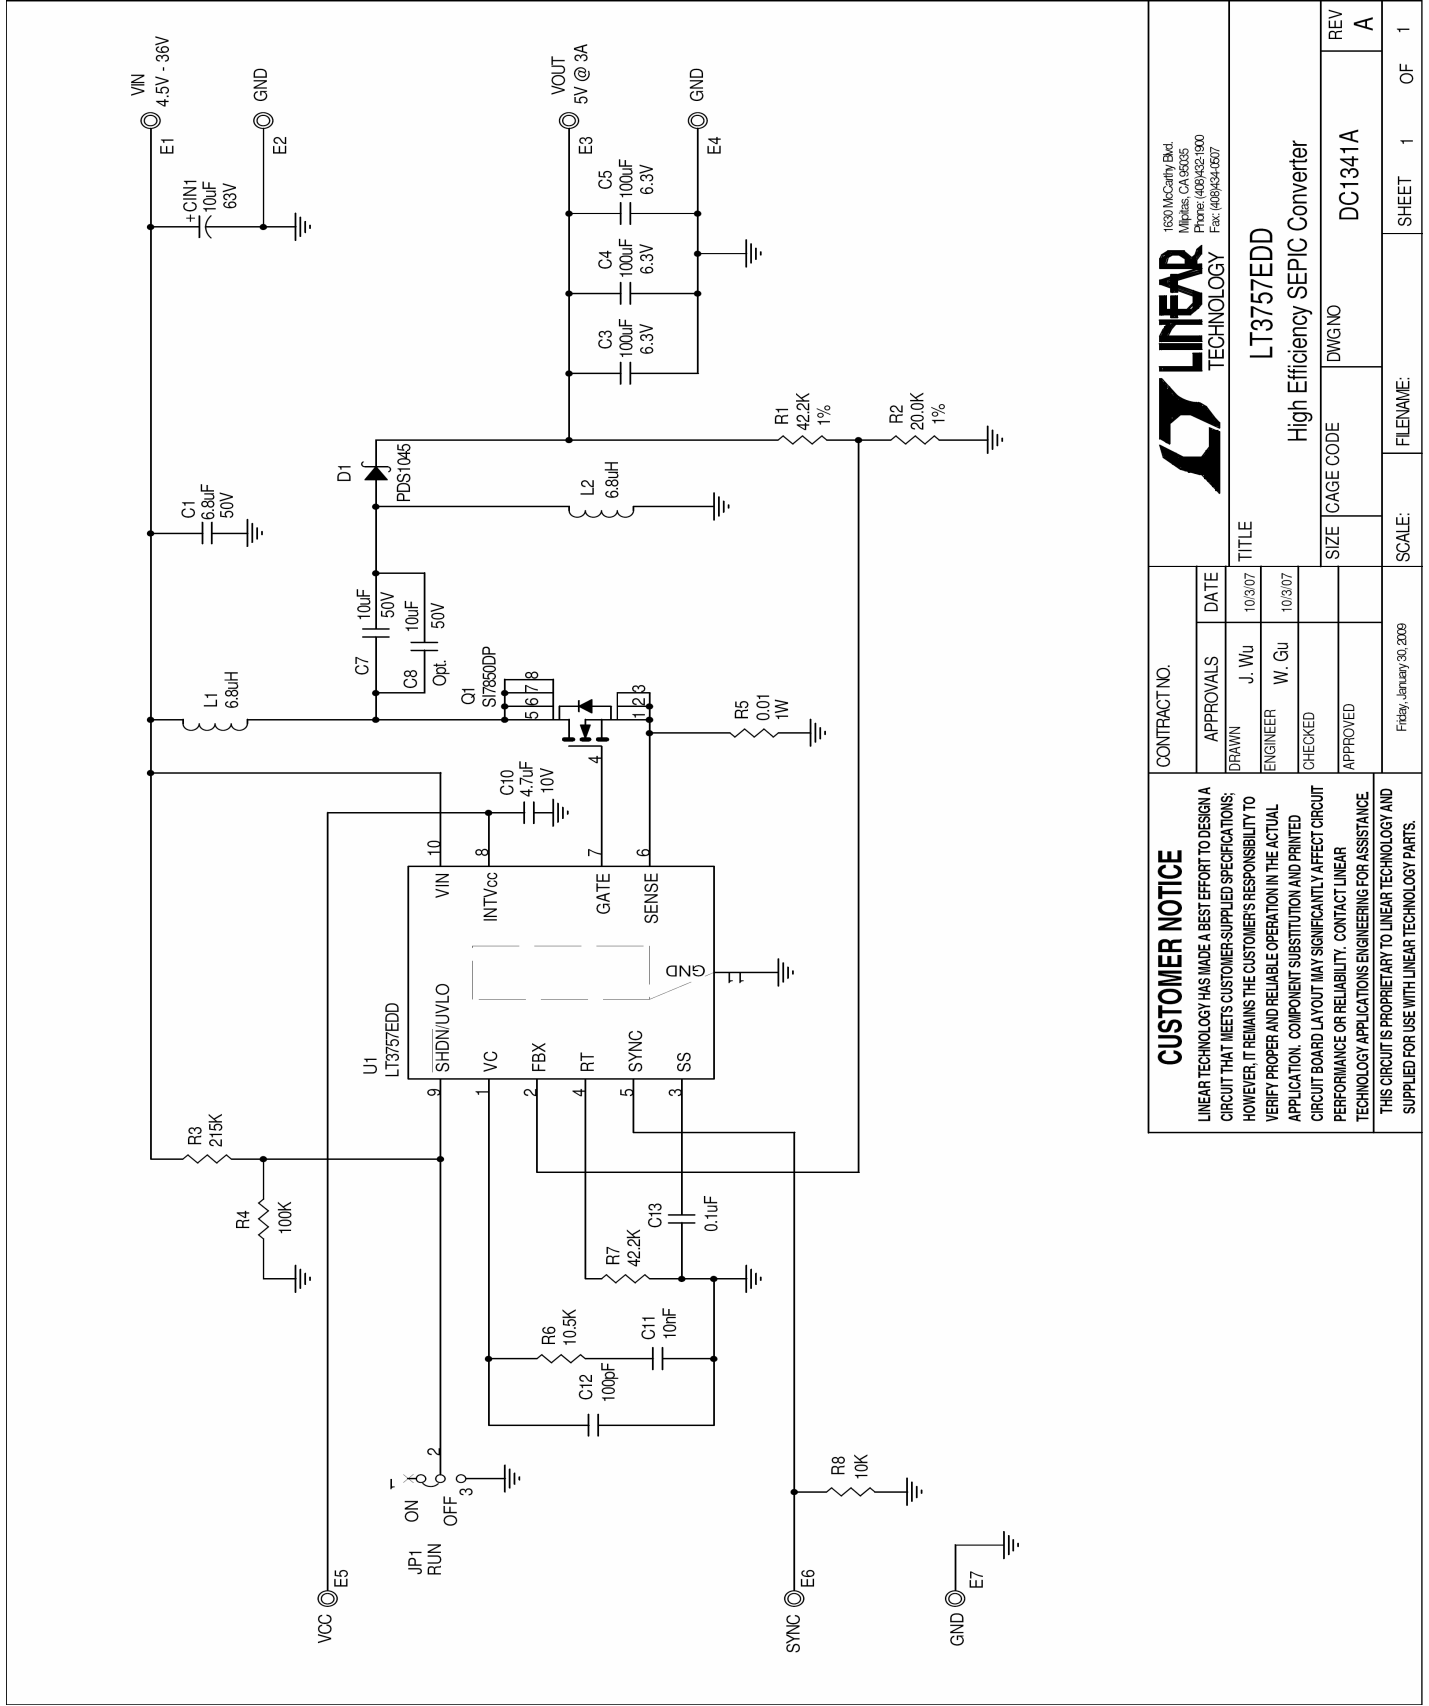 VIN
4.5V - 36V
E1
GND
E2
+CIN1
10uF
63V
VOUT
5V @ 3A
E3
GND
E4
C5
100uF
6.3V
C4
100uF
6.3V
C3
100uF
6.3V
R1
42.2K
1%
R2
20.0K
1%
D1
PDS1045
L2
6.8uH
C1
6.8uF
50V
C7
10uF
50V
C8
10uF
50V
Opt.
L1
6.8uH
Q1
SI7850DP
5 6 7 8
4
1 2 3
R5
0.01
1W
C10
4.7uF
10V
U1
LT3757EDD
10
VIN
8
INTVcc
7
GATE
6
SENSE
GND
11
9
SHDN/UVLO
1
VC
2
FBX
4
RT
5
SYNC
3
SS
R3
215K
R4
100K
R7
42.2K
C13
0.1uF
R6
10.5K
C11
10nF
C12
100pF
JP1
RUN
ON
OFF
1
2
3
VCC
E5
SYNC
E6
R8
10K
GND
E7
CUSTOMER NOTICE
LINEAR TECHNOLOGY HAS MADE A BEST EFFORT TO DESIGN A
CIRCUIT THAT MEETS CUSTOMER-SUPPLIED SPECIFICATIONS;
HOWEVER, IT REMAINS THE CUSTOMER'S RESPONSIBILITY TO
VERIFY PROPER AND RELIABLE OPERATION IN THE ACTUAL
APPLICATION. COMPONENT SUBSTITUTION AND PRINTED
CIRCUIT BOARD LAYOUT MAY SIGNIFICANTLY AFFECT CIRCUIT
PERFORMANCE OR RELIABILITY. CONTACT LINEAR
TECHNOLOGY APPLICATIONS ENGINEERING FOR ASSISTANCE.
THIS CIRCUIT IS PROPRIETARY TO LINEAR TECHNOLOGY AND
SUPPLIED FOR USE WITH LINEAR TECHNOLOGY PARTS.
CONTRACT NO.
APPROVALS DATE
DRAWN J. Wu 10/3/07
ENGINEER W. Gu 10/3/07
CHECKED
APPROVED
Friday, January 30, 2009
LT LINEAR
TECHNOLOGY
1630 McCarthy Blvd.
Milpitas, CA 95035
Phone: (408)432-1900
Fax: (408)434-0507
TITLE
LT3757EDD
High Efficiency SEPIC Converter
SIZE
CAGE CODE
DWG NO
DC1341A
REV
A
SCALE:
FILENAME:
SHEET 1 OF 1